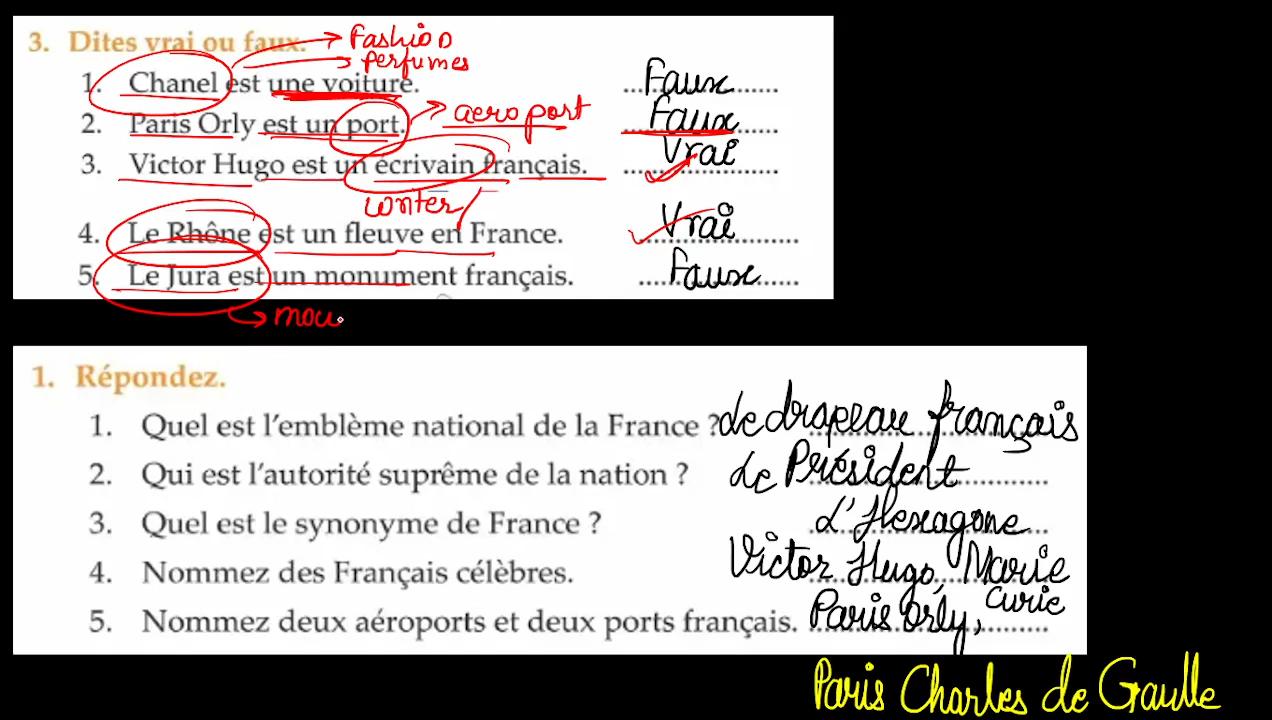 3. Dites vrai ou faux.
Fashion
perfumes
1. Chanel est une voiture. Faux
2. Paris Orly est un port. aeroport Faux
3. Victor Hugo est un écrivain français. Vrai
writer
4. Le Rhône est un fleuve en France. Vrai
5. Le Jura est un monument français. Faux
mou
1. Répondez.
1. Quel est l'emblème national de la France ? Le drapeau français
2. Qui est l'autorité suprême de la nation ? Le Président
3. Quel est le synonyme de France ? L'Hexagone
4. Nommez des Français célèbres. Victor Hugo, Marie
Curie
5. Nommez deux aéroports et deux ports français. Paris Orly,
Paris Charles de Gaulle